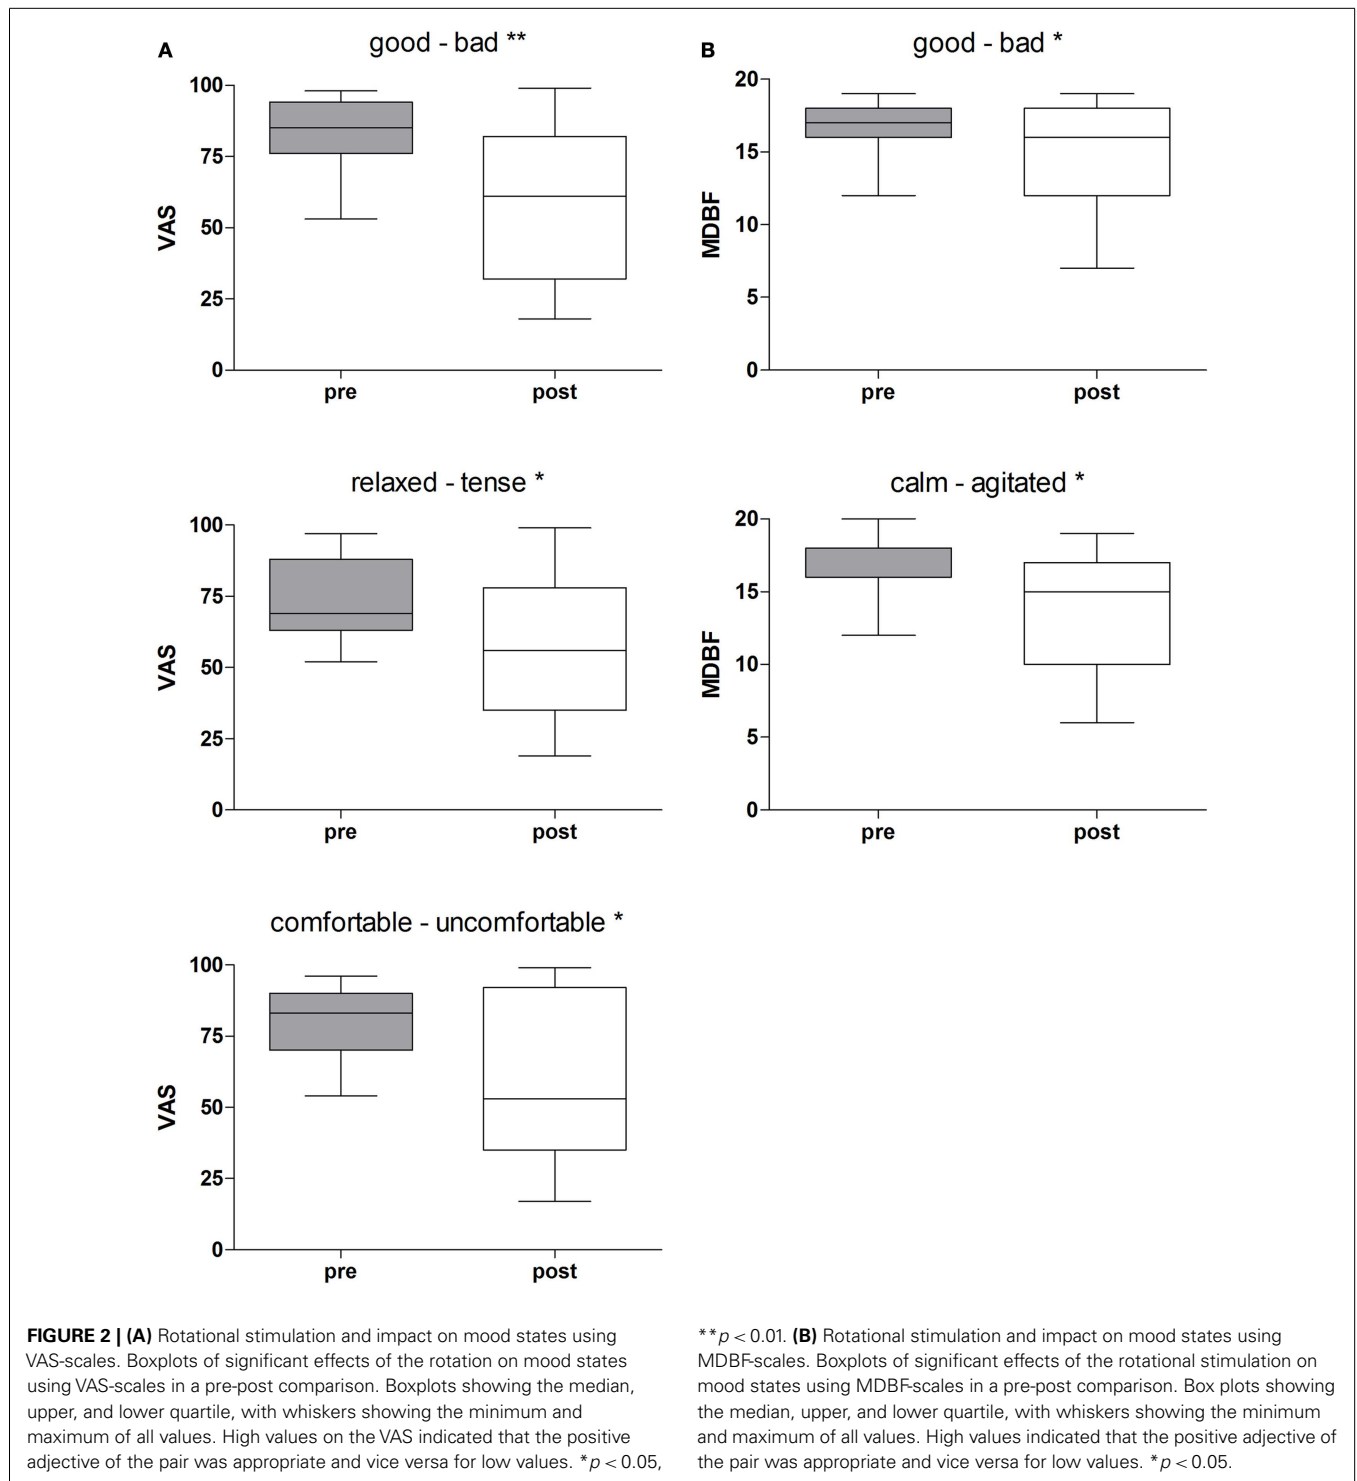 A
good - bad **
100
75
50
25
0
VAS
pre
post
B
good - bad *
20
15
10
5
0
MDBF
pre
post
relaxed - tense *
100
75
50
25
0
VAS
pre
post
calm - agitated *
20
15
10
5
0
MDBF
pre
post
comfortable - uncomfortable *
100
75
50
25
0
VAS
pre
post
FIGURE 2 | (A) Rotational stimulation and impact on mood states using
VAS-scales. Boxplots of significant effects of the rotation on mood states
using VAS-scales in a pre-post comparison. Boxplots showing the median,
upper, and lower quartile, with whiskers showing the minimum and
maximum of all values. High values on the VAS indicated that the positive
adjective of the pair was appropriate and vice versa for low values. *p < 0.05,
**p < 0.01. (B) Rotational stimulation and impact on mood states using
MDBF-scales. Boxplots of significant effects of the rotational stimulation on
mood states using MDBF-scales in a pre-post comparison. Box plots showing
the median, upper, and lower quartile, with whiskers showing the minimum
and maximum of all values. High values indicated that the positive adjective of
the pair was appropriate and vice versa for low values. *p < 0.05.